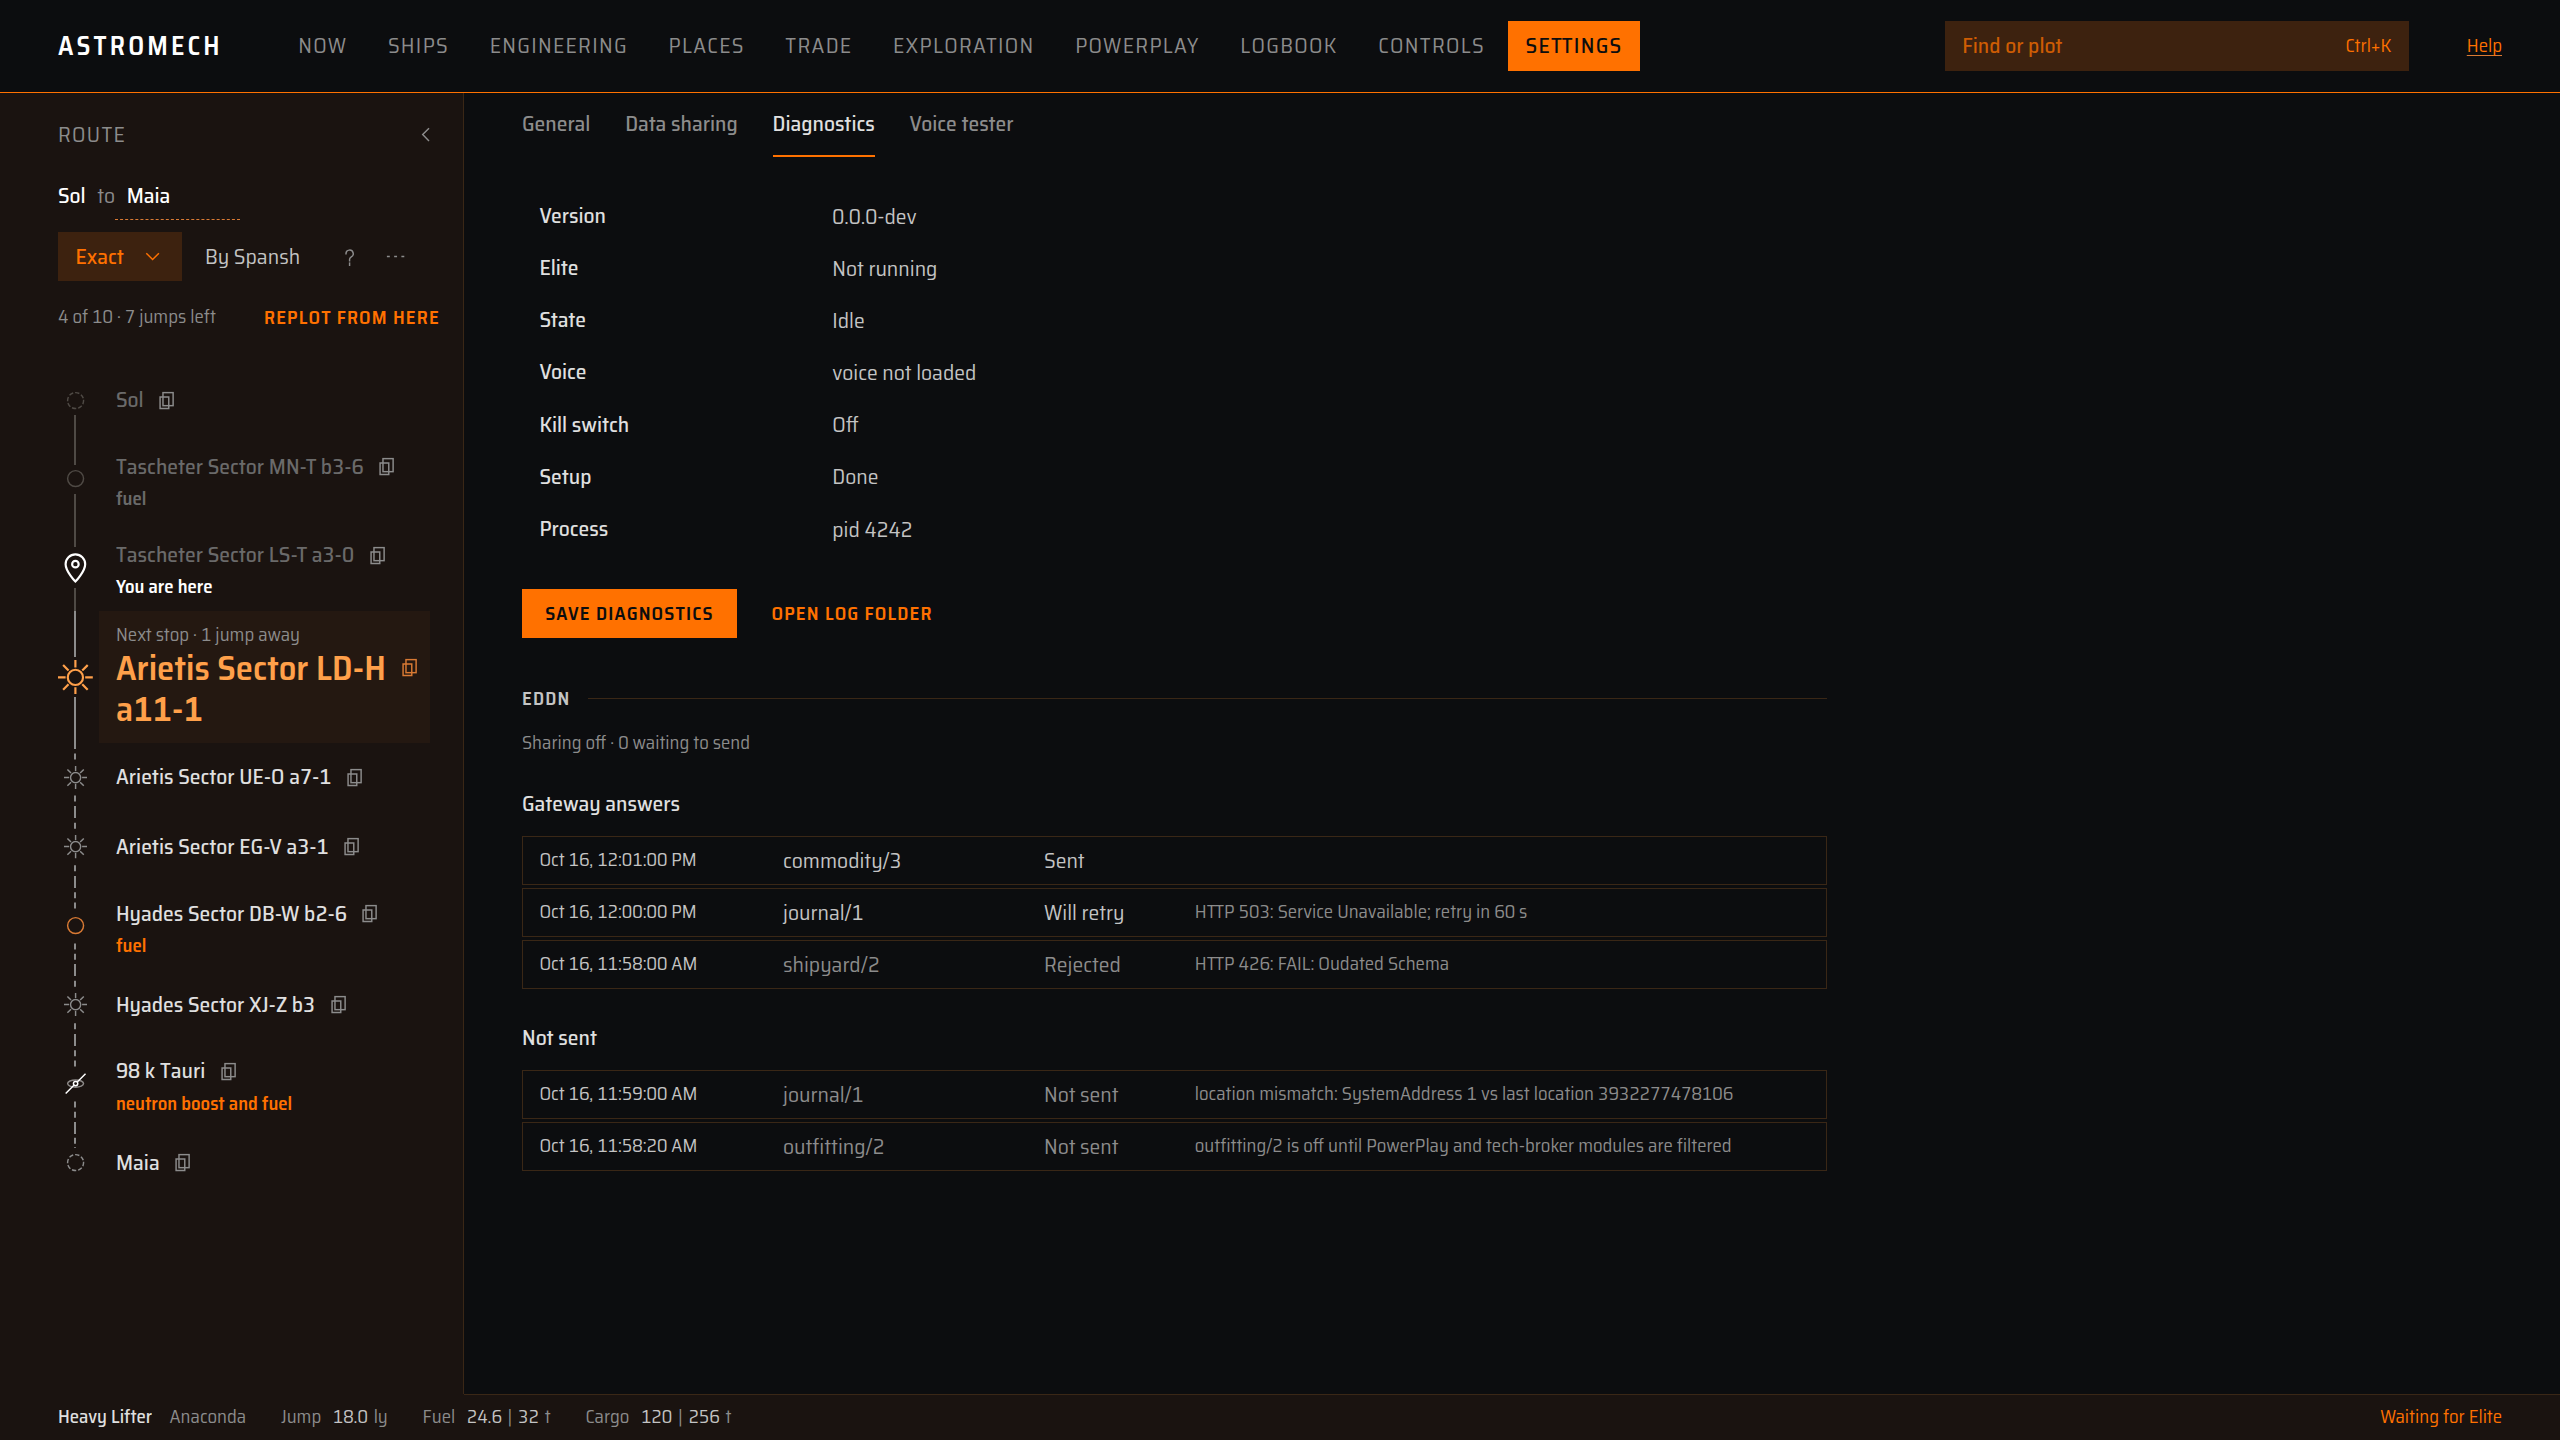 ASTROMECH
NOW SHIPS ENGINEERING PLACES TRADE EXPLORATION POWERPLAY LOGBOOK CONTROLS SETTINGS
Find or plot Ctrl+K
Help
ROUTE
Sol to Maia
Exact By Spansh ? ···
4 of 10 · 7 jumps left REPLOT FROM HERE
Sol
Tascheter Sector MN-T b3-6
fuel
Tascheter Sector LS-T a3-0
You are here
Next stop · 1 jump away
Arietis Sector LD-H
a11-1
Arietis Sector UE-O a7-1
Arietis Sector EG-V a3-1
Hyades Sector DB-W b2-6
fuel
Hyades Sector XJ-Z b3
98 k Tauri
neutron boost and fuel
Maia
General Data sharing Diagnostics Voice tester
Version 0.0.0-dev
Elite Not running
State Idle
Voice voice not loaded
Kill switch Off
Setup Done
Process pid 4242
SAVE DIAGNOSTICS OPEN LOG FOLDER
EDDN
Sharing off · 0 waiting to send
Gateway answers
Oct 16, 12:01:00 PM commodity/3 Sent
Oct 16, 12:00:00 PM journal/1 Will retry HTTP 503: Service Unavailable; retry in 60 s
Oct 16, 11:58:00 AM shipyard/2 Rejected HTTP 426: FAIL: Oudated Schema
Not sent
Oct 16, 11:59:00 AM journal/1 Not sent location mismatch: SystemAddress 1 vs last location 3932277478106
Oct 16, 11:58:20 AM outfitting/2 Not sent outfitting/2 is off until PowerPlay and tech-broker modules are filtered
Heavy Lifter Anaconda Jump 18.0 ly Fuel 24.6 | 32 t Cargo 120 | 256 t
Waiting for Elite